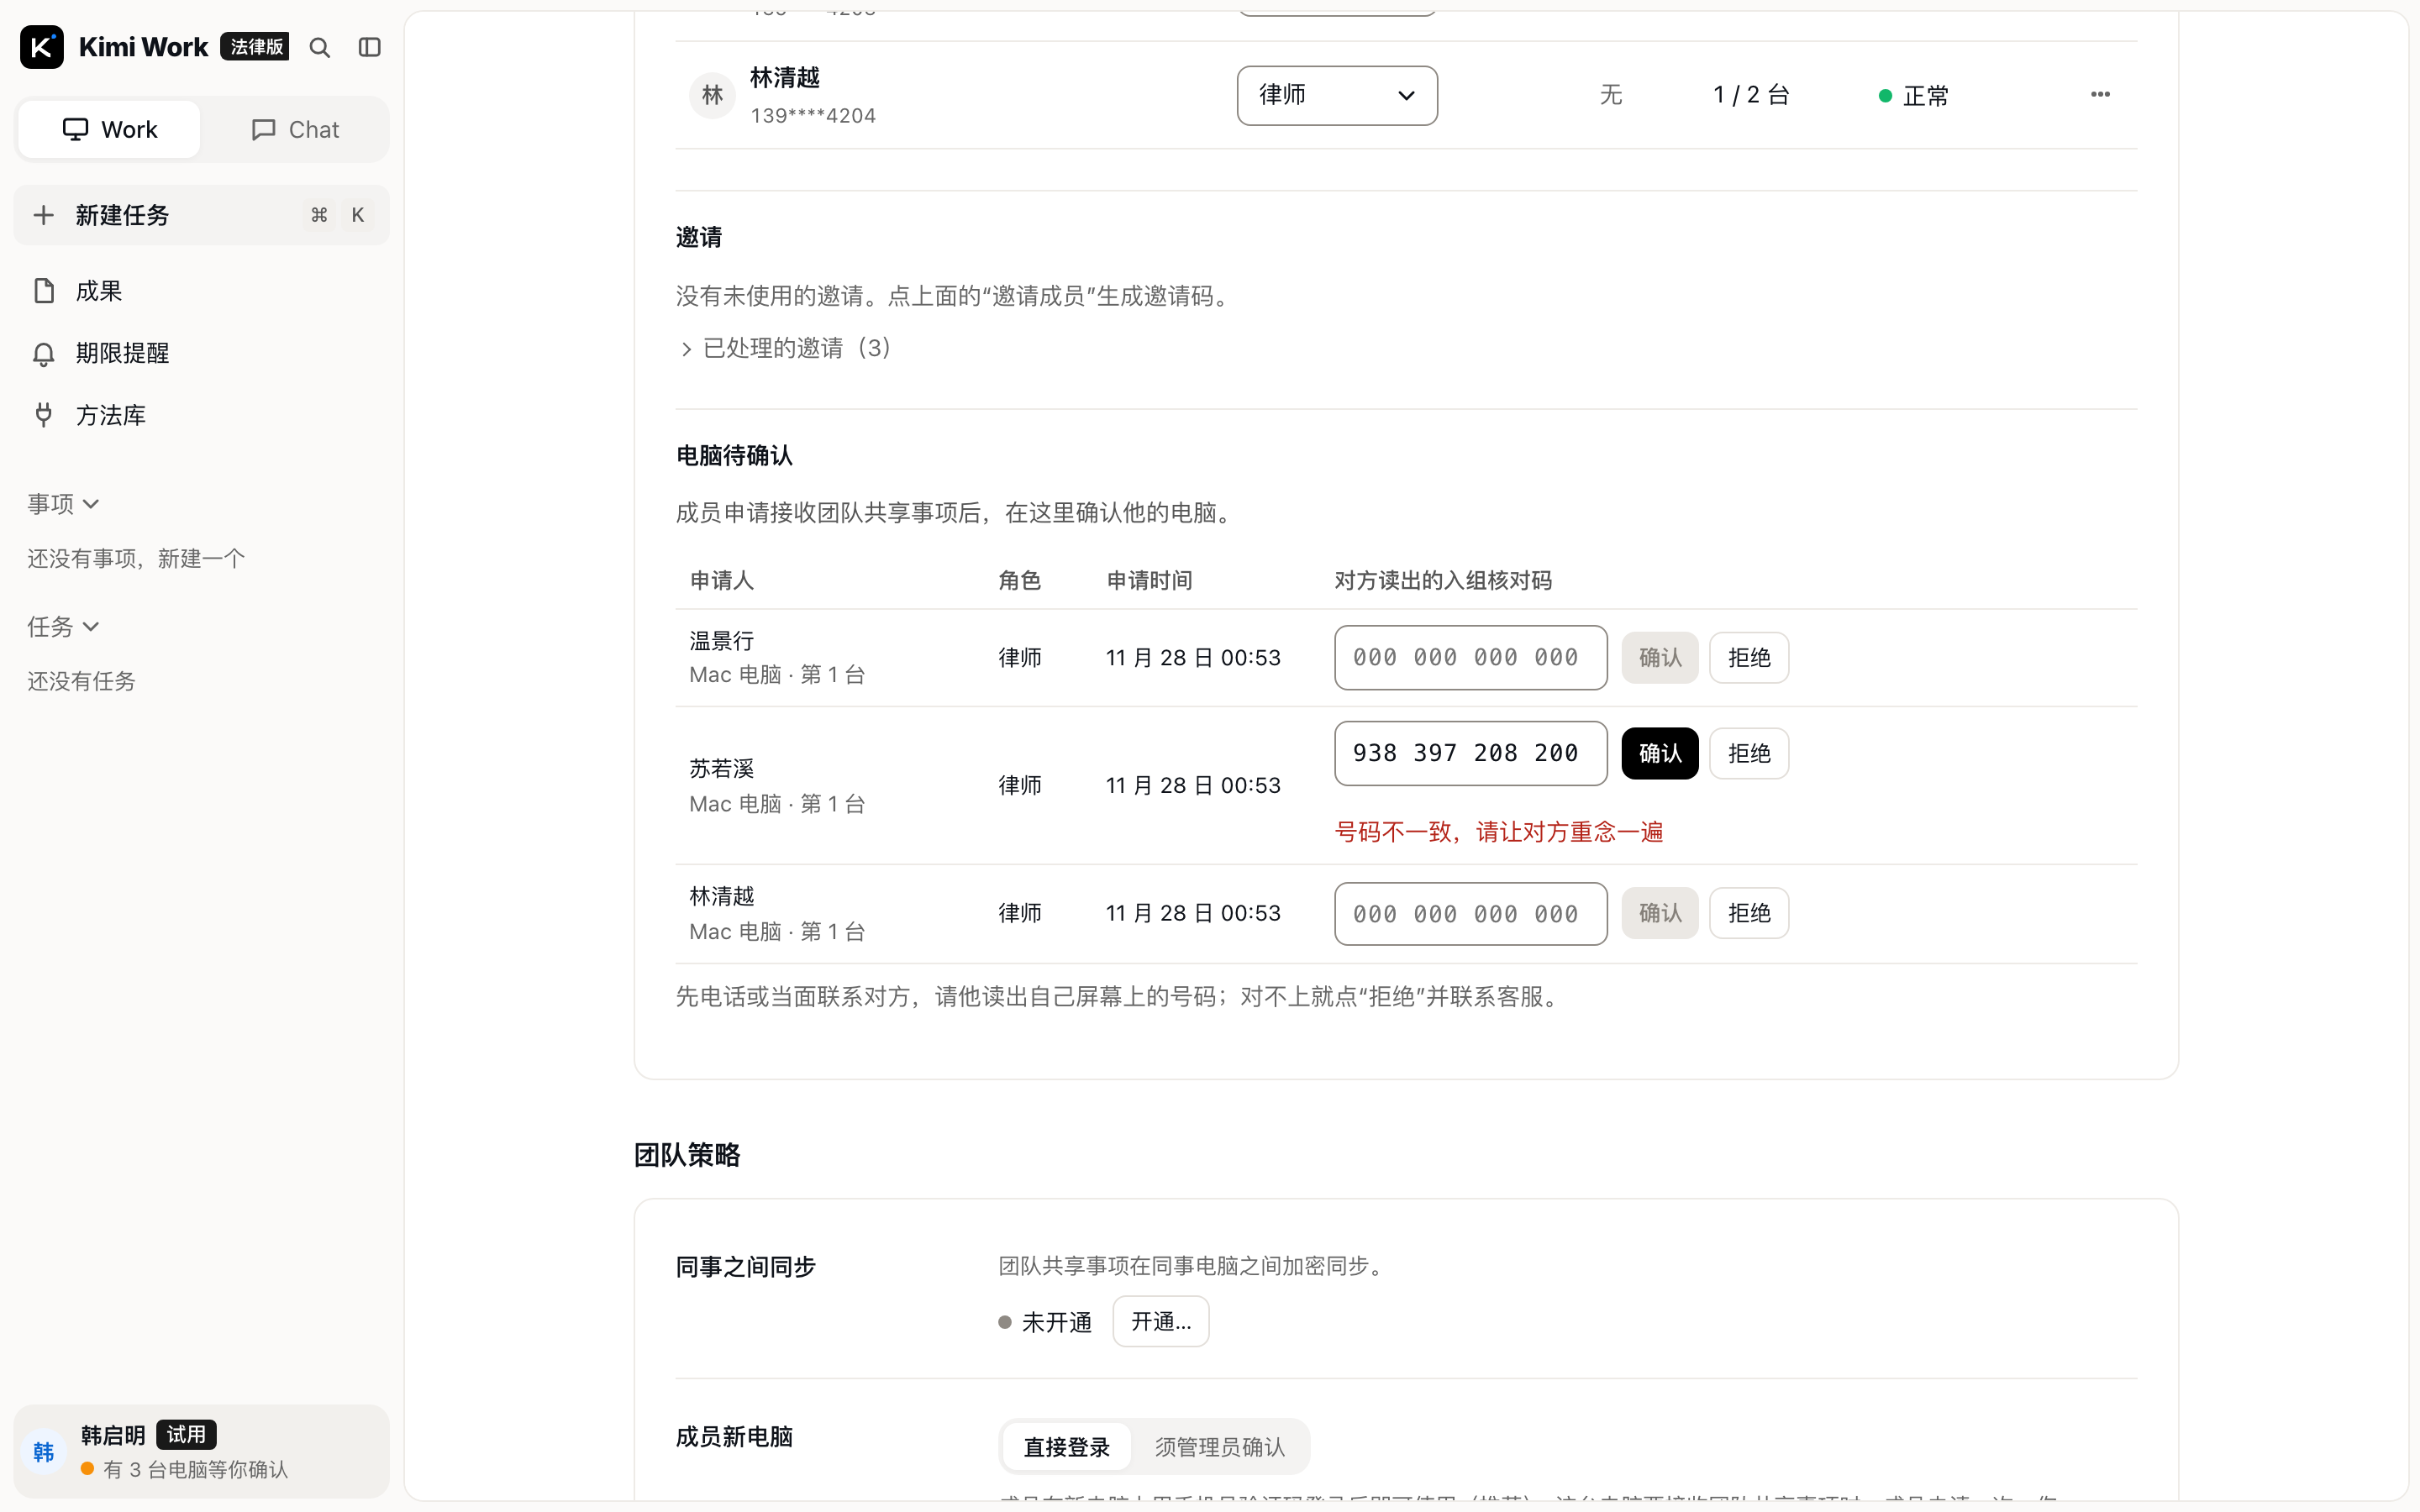 Kimi Work 法律版
Work
Chat
新建任务 ⌘ K
成果
期限提醒
方法库
事项
还没有事项，新建一个
任务
还没有任务
韩 韩启明 试用
有 3 台电脑等你确认
林 林清越 律师 无 1 / 2 台 正常
139****4204
邀请
没有未使用的邀请。点上面的“邀请成员”生成邀请码。
已处理的邀请（3）
电脑待确认
成员申请接收团队共享事项后，在这里确认他的电脑。
申请人 角色 申请时间 对方读出的入组核对码
温景行
Mac 电脑 · 第 1 台 律师 11 月 28 日 00:53 000 000 000 000 确认 拒绝
苏若溪
Mac 电脑 · 第 1 台 律师 11 月 28 日 00:53 938 397 208 200 确认 拒绝
号码不一致，请让对方重念一遍
林清越
Mac 电脑 · 第 1 台 律师 11 月 28 日 00:53 000 000 000 000 确认 拒绝
先电话或当面联系对方，请他读出自己屏幕上的号码；对不上就点“拒绝”并联系客服。
团队策略
同事之间同步 团队共享事项在同事电脑之间加密同步。
未开通 开通...
成员新电脑 直接登录 须管理员确认